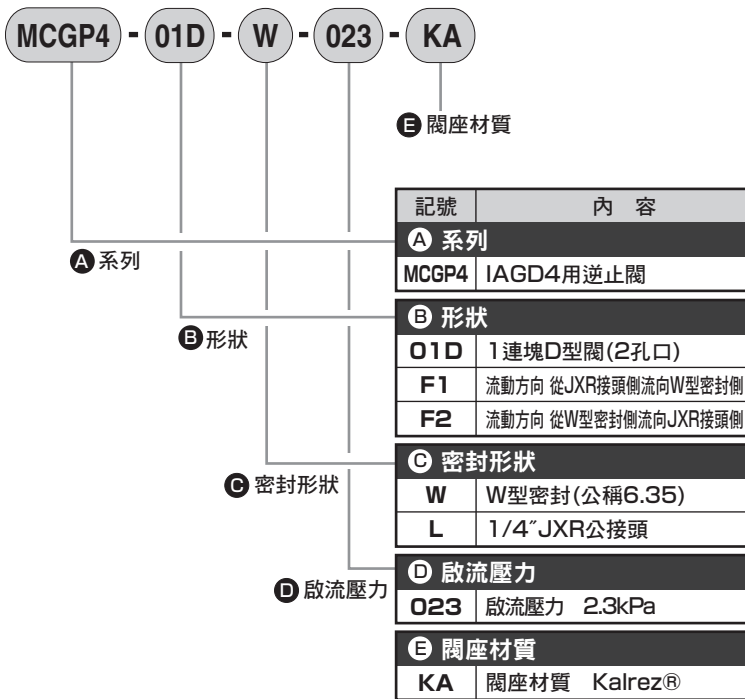 MCGP4 - 01D - W - 023 - KA
E 閥座材質
記號 內 容
A 系列
A 系列
MCGP4 IAGD4用逆止閥
B 形狀
B 形狀
01D 1連塊D型閥(2孔口)
F1 流動方向 從JXR接頭側流向W型密封側
F2 流動方向 從W型密封側流向JXR接頭側
C 密封形狀
C 密封形狀
W W型密封(公稱6.35)
L 1/4″JXR公接頭
D 啟流壓力
D 啟流壓力
023 啟流壓力 2.3kPa
E 閥座材質
KA 閥座材質 Kalrez®